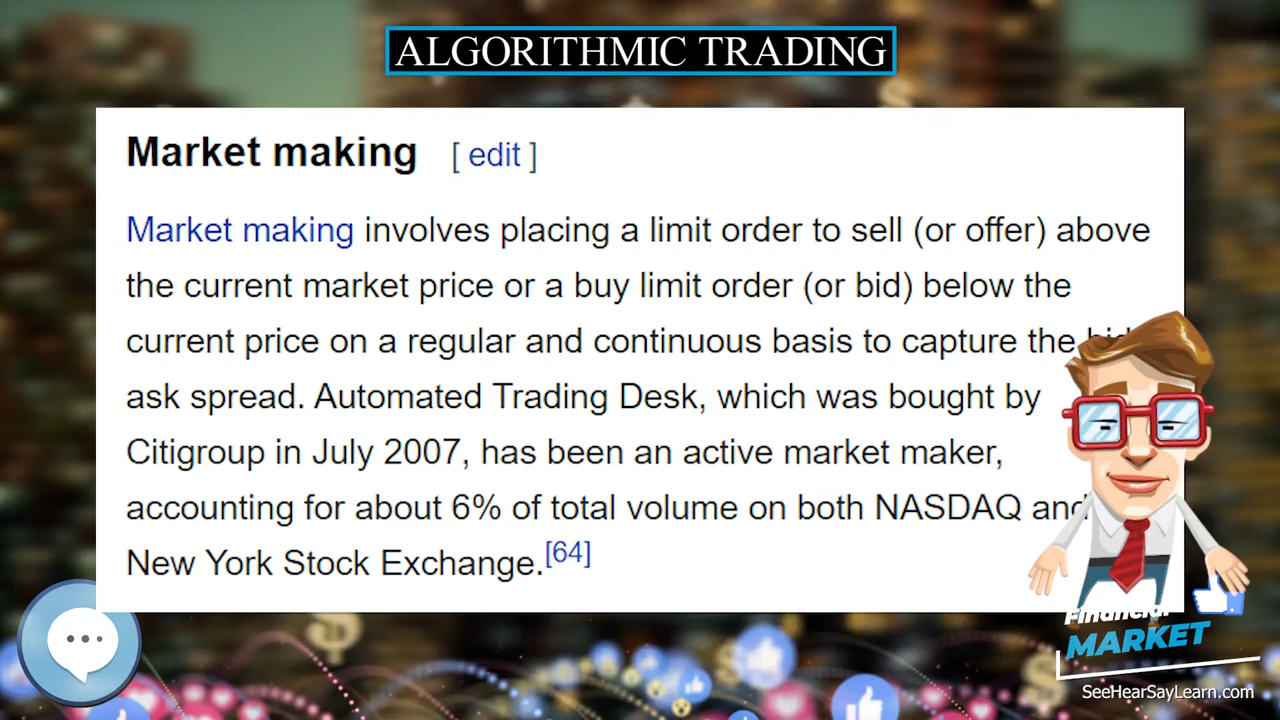 ALGORITHMIC TRADING
Market making [ edit ]
Market making involves placing a limit order to sell (or offer) above
the current market price or a buy limit order (or bid) below the
current price on a regular and continuous basis to capture the
ask spread. Automated Trading Desk, which was bought by
Citigroup in July 2007, has been an active market maker,
accounting for about 6% of total volume on both NASDAQ and
New York Stock Exchange.[64]
Financial
MARKET
SeeHearSayLearn.com